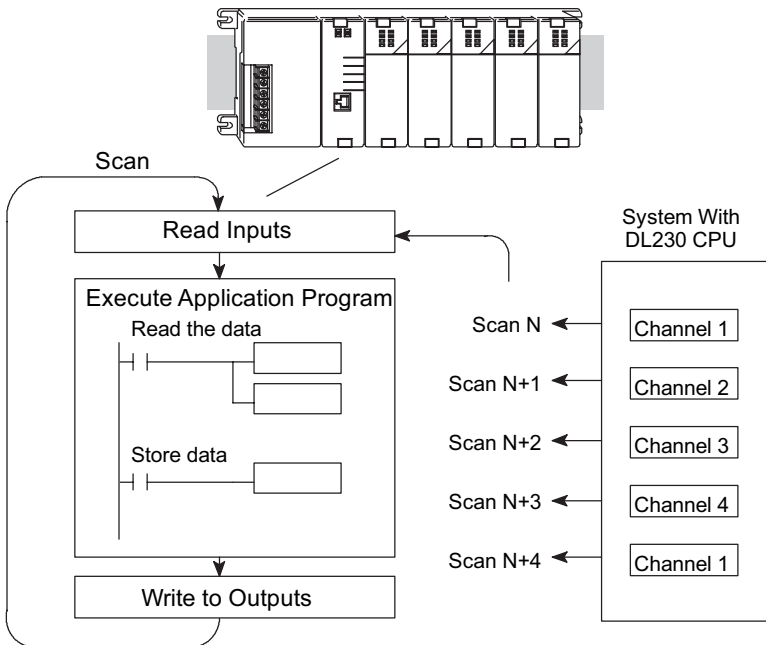 Scan
Read Inputs
Execute Application Program
Read the data
Store data
Write to Outputs
System With
DL230 CPU
Scan N
Channel 1
Scan N+1
Channel 2
Scan N+2
Channel 3
Scan N+3
Channel 4
Scan N+4
Channel 1